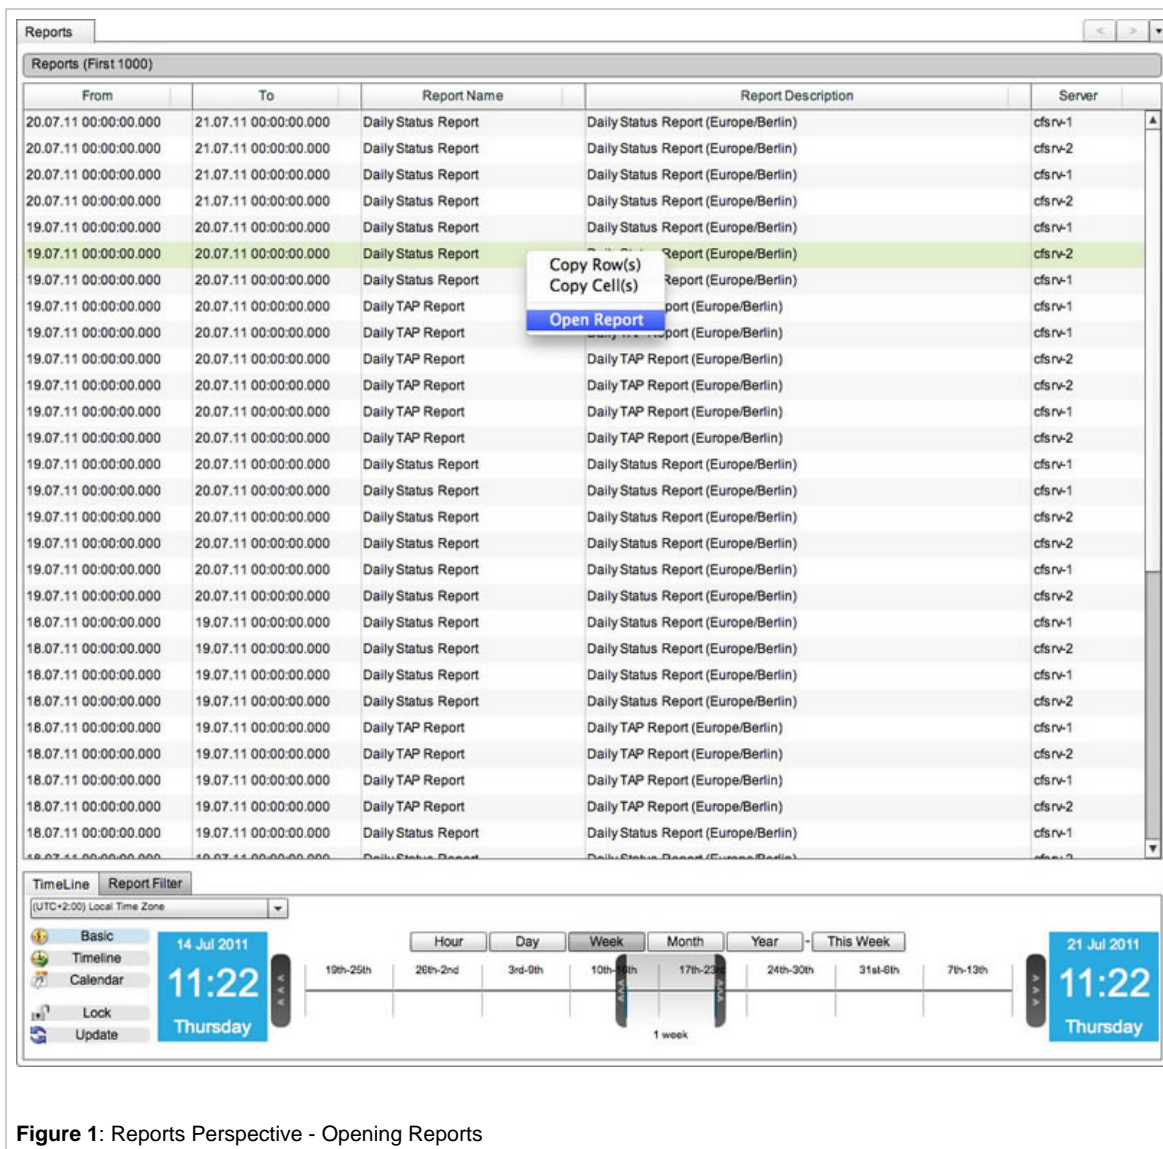 Reports
< >
Reports (First 1000)
From To Report Name Report Description Server
20.07.11 00:00:00.000 21.07.11 00:00:00.000 Daily Status Report Daily Status Report (Europe/Berlin) cfsrv-1
20.07.11 00:00:00.000 21.07.11 00:00:00.000 Daily Status Report Daily Status Report (Europe/Berlin) cfsrv-2
20.07.11 00:00:00.000 21.07.11 00:00:00.000 Daily Status Report Daily Status Report (Europe/Berlin) cfsrv-1
20.07.11 00:00:00.000 21.07.11 00:00:00.000 Daily Status Report Daily Status Report (Europe/Berlin) cfsrv-2
19.07.11 00:00:00.000 20.07.11 00:00:00.000 Daily Status Report Daily Status Report (Europe/Berlin) cfsrv-1
19.07.11 00:00:00.000 20.07.11 00:00:00.000 Daily Status Report Report (Europe/Berlin) cfsrv-2
Copy Row(s)
Copy Cell(s)
Open Report
19.07.11 00:00:00.000 20.07.11 00:00:00.000 Daily Status Report Report (Europe/Berlin) cfsrv-1
19.07.11 00:00:00.000 20.07.11 00:00:00.000 Daily TAP Report port (Europe/Berlin) cfsrv-2
19.07.11 00:00:00.000 20.07.11 00:00:00.000 Daily TAP Report port (Europe/Berlin) cfsrv-1
19.07.11 00:00:00.000 20.07.11 00:00:00.000 Daily TAP Report Daily TAP Report (Europe/Berlin) cfsrv-2
19.07.11 00:00:00.000 20.07.11 00:00:00.000 Daily TAP Report Daily TAP Report (Europe/Berlin) cfsrv-2
19.07.11 00:00:00.000 20.07.11 00:00:00.000 Daily TAP Report Daily TAP Report (Europe/Berlin) cfsrv-1
19.07.11 00:00:00.000 20.07.11 00:00:00.000 Daily TAP Report Daily TAP Report (Europe/Berlin) cfsrv-2
19.07.11 00:00:00.000 20.07.11 00:00:00.000 Daily Status Report Daily Status Report (Europe/Berlin) cfsrv-1
19.07.11 00:00:00.000 20.07.11 00:00:00.000 Daily Status Report Daily Status Report (Europe/Berlin) cfsrv-1
19.07.11 00:00:00.000 20.07.11 00:00:00.000 Daily Status Report Daily Status Report (Europe/Berlin) cfsrv-2
19.07.11 00:00:00.000 20.07.11 00:00:00.000 Daily Status Report Daily Status Report (Europe/Berlin) cfsrv-2
19.07.11 00:00:00.000 20.07.11 00:00:00.000 Daily Status Report Daily Status Report (Europe/Berlin) cfsrv-1
19.07.11 00:00:00.000 20.07.11 00:00:00.000 Daily Status Report Daily Status Report (Europe/Berlin) cfsrv-2
18.07.11 00:00:00.000 19.07.11 00:00:00.000 Daily Status Report Daily Status Report (Europe/Berlin) cfsrv-1
18.07.11 00:00:00.000 19.07.11 00:00:00.000 Daily Status Report Daily Status Report (Europe/Berlin) cfsrv-2
18.07.11 00:00:00.000 19.07.11 00:00:00.000 Daily Status Report Daily Status Report (Europe/Berlin) cfsrv-1
18.07.11 00:00:00.000 19.07.11 00:00:00.000 Daily Status Report Daily Status Report (Europe/Berlin) cfsrv-2
18.07.11 00:00:00.000 19.07.11 00:00:00.000 Daily TAP Report Daily TAP Report (Europe/Berlin) cfsrv-1
18.07.11 00:00:00.000 19.07.11 00:00:00.000 Daily TAP Report Daily TAP Report (Europe/Berlin) cfsrv-2
18.07.11 00:00:00.000 19.07.11 00:00:00.000 Daily TAP Report Daily TAP Report (Europe/Berlin) cfsrv-1
18.07.11 00:00:00.000 19.07.11 00:00:00.000 Daily TAP Report Daily TAP Report (Europe/Berlin) cfsrv-2
18.07.11 00:00:00.000 19.07.11 00:00:00.000 Daily Status Report Daily Status Report (Europe/Berlin) cfsrv-1
TimeLine Report Filter
(UTC+2:00) Local Time Zone
Basic
Timeline
Calendar
Lock
Update
14 Jul 2011
11:22
Thursday
Hour Day Week Month Year - This Week
19th-25th 26th-2nd 3rd-9th 10th-16th 17th-23rd 24th-30th 31st-6th 7th-13th
1 week
21 Jul 2011
11:22
Thursday
Figure 1: Reports Perspective - Opening Reports